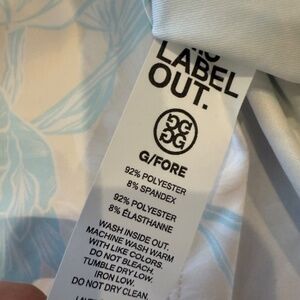 LABEL
OUT.
G/FORE
92% POLYESTER
8% SPANDEX
92% POLYESTER
8% ÉLASTHANNE
WASH INSIDE OUT.
MACHINE WASH WARM
WITH LIKE COLORS.
DO NOT BLEACH.
TUMBLE DRY LOW.
IRON LOW.
DO NOT DRY CLEAN.